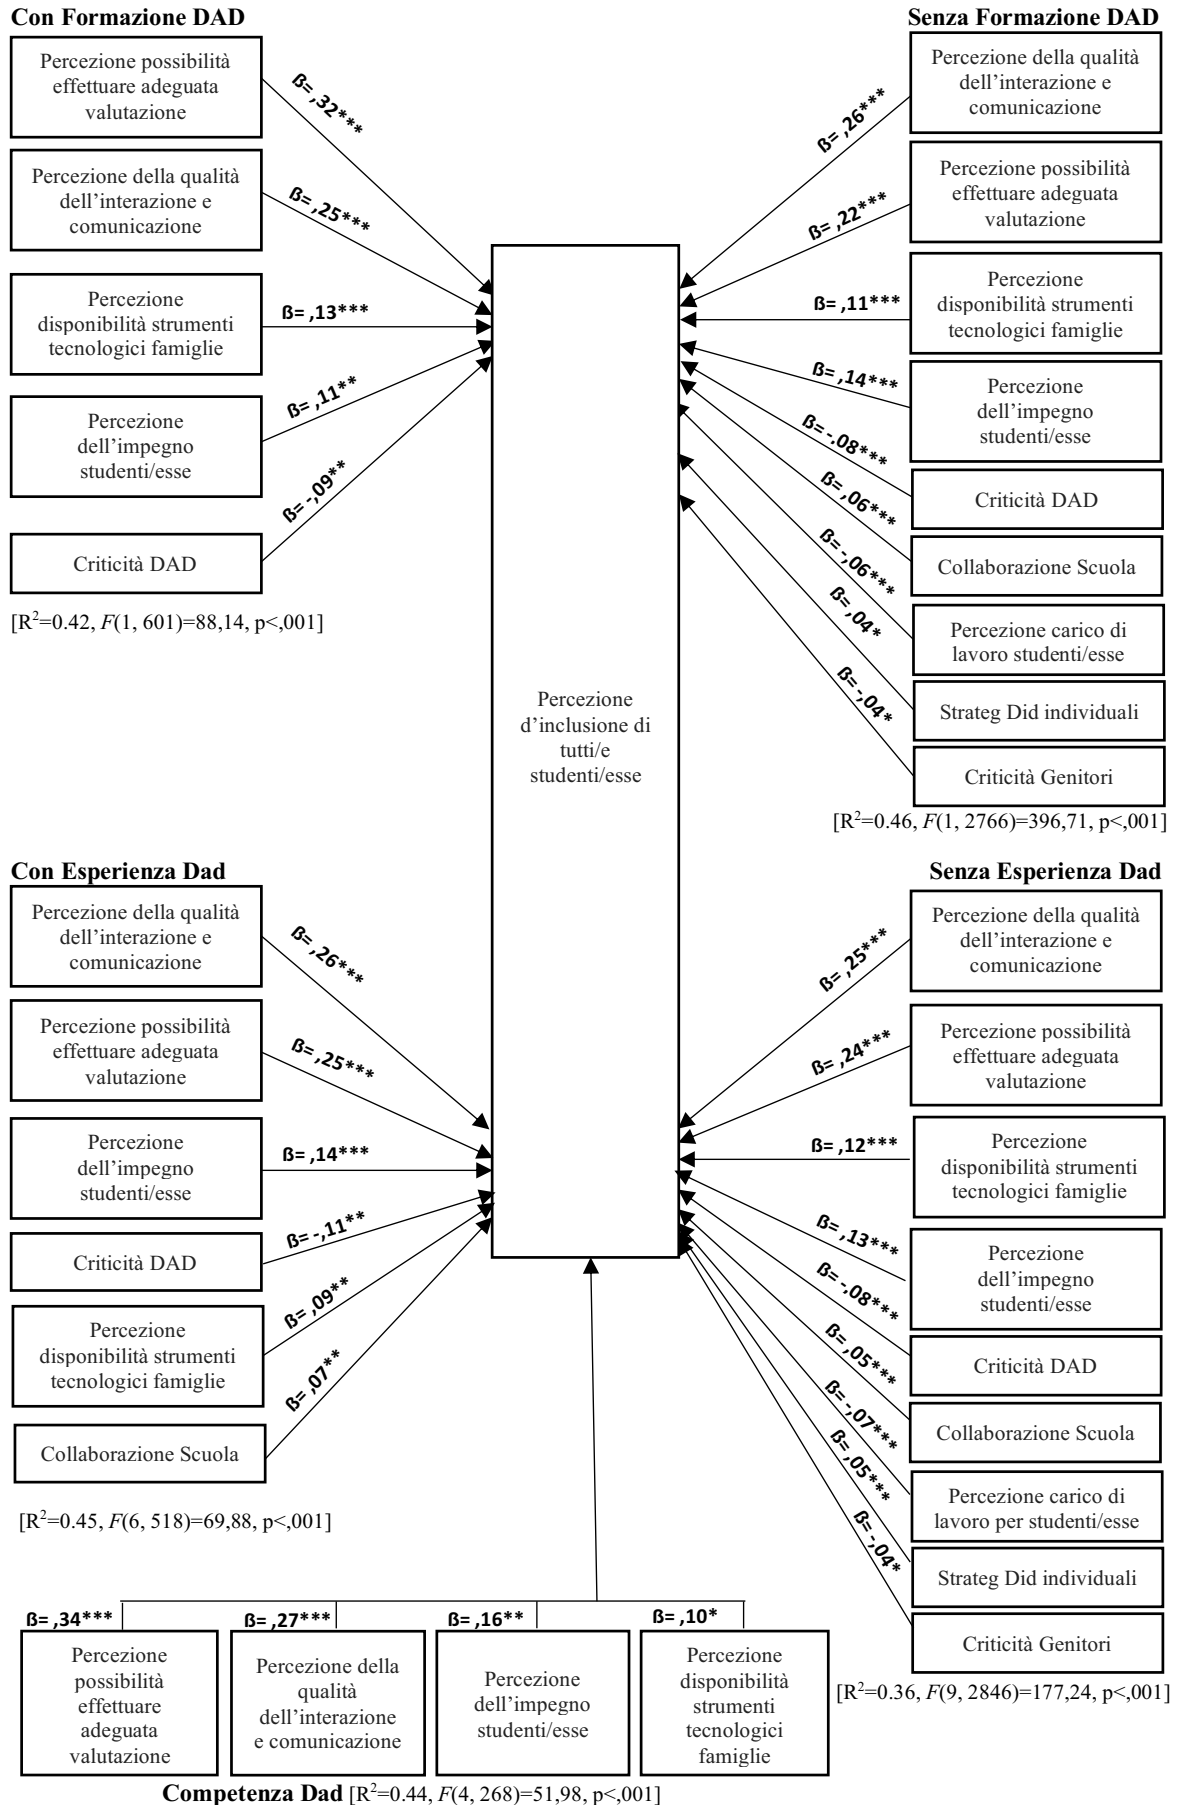 Con Formazione DAD
Percezione possibilità
effettuare adeguata
valutazione
ß= ,32***
Percezione della qualità
dell’interazione e
comunicazione
ß= ,25***
Percezione
disponibilità strumenti
tecnologici famiglie
ß= ,13***
Percezione
dell’impegno
studenti/esse
ß= ,11**
Criticità DAD
ß= -,09**
[R²=0.42, F(1, 601)=88,14, p<,001]
Senza Formazione DAD
Percezione della qualità
dell’interazione e
comunicazione
ß= ,26***
Percezione possibilità
effettuare adeguata
valutazione
ß= ,22***
Percezione
disponibilità strumenti
tecnologici famiglie
ß= ,11***
Percezione
dell’impegno
studenti/esse
ß= ,14***
Criticità DAD
ß= -,08***
Collaborazione Scuola
ß= ,06***
Percezione carico di
lavoro studenti/esse
ß= -,06***
Strateg Did individuali
ß= ,04*
Criticità Genitori
ß= -,04*
[R²=0.46, F(1, 2766)=396,71, p<,001]
Percezione
d’inclusione di
tutti/e
studenti/esse
Con Esperienza Dad
Percezione della qualità
dell’interazione e
comunicazione
ß= ,26***
Percezione possibilità
effettuare adeguata
valutazione
ß= ,25***
Percezione
dell’impegno
studenti/esse
ß= ,14***
Criticità DAD
ß= -,11**
Percezione
disponibilità strumenti
tecnologici famiglie
ß= ,09**
Collaborazione Scuola
ß= ,07**
[R²=0.45, F(6, 518)=69,88, p<,001]
Senza Esperienza Dad
Percezione della qualità
dell’interazione e
comunicazione
ß= ,25***
Percezione possibilità
effettuare adeguata
valutazione
ß= ,24***
Percezione
disponibilità strumenti
tecnologici famiglie
ß= ,12***
Percezione
dell’impegno
studenti/esse
ß= ,13***
Criticità DAD
ß= -,08***
Collaborazione Scuola
ß= ,05***
Percezione carico di
lavoro per studenti/esse
ß= -,07***
Strateg Did individuali
ß= ,05***
Criticità Genitori
ß= -,04*
[R²=0.36, F(9, 2846)=177,24, p<,001]
ß= ,34***
Percezione
possibilità
effettuare
adeguata
valutazione
ß= ,27***
Percezione della
qualità
dell’interazione
e comunicazione
ß= ,16**
Percezione
dell’impegno
studenti/esse
ß= ,10*
Percezione
disponibilità
strumenti
tecnologici
famiglie
Competenza Dad [R²=0.44, F(4, 268)=51,98, p<,001]